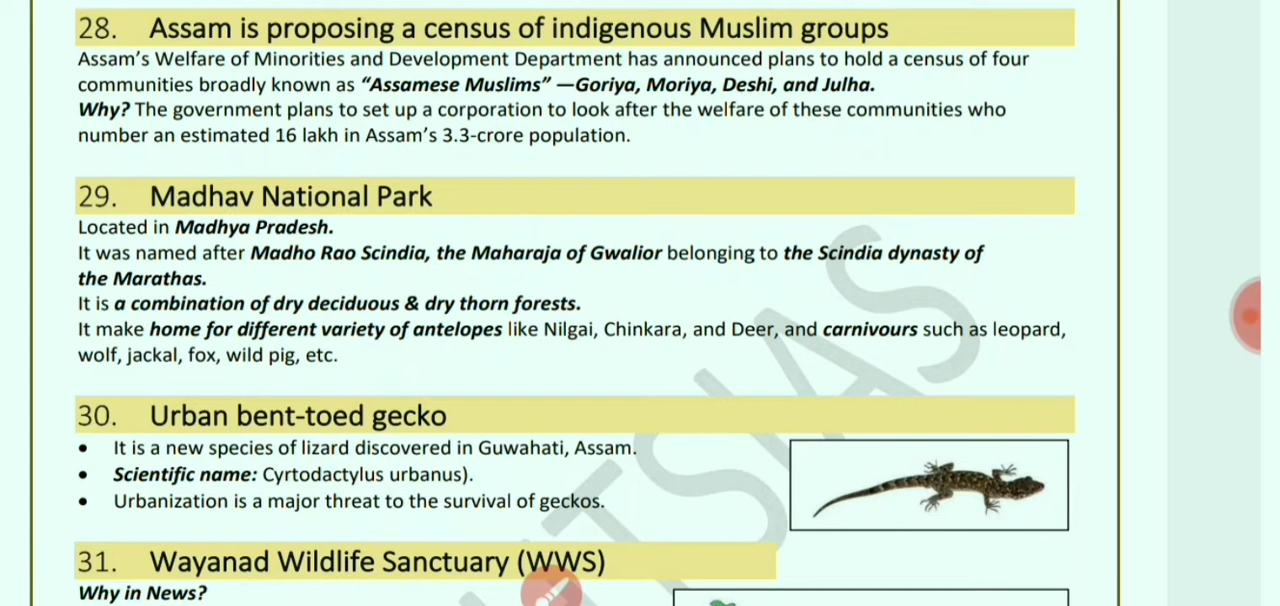 28. Assam is proposing a census of indigenous Muslim groups
Assam's Welfare of Minorities and Development Department has announced plans to hold a census of four
communities broadly known as “Assamese Muslims” —Goriya, Moriya, Deshi, and Julha.
Why? The government plans to set up a corporation to look after the welfare of these communities who
number an estimated 16 lakh in Assam's 3.3-crore population.
29. Madhav National Park
Located in Madhya Pradesh.
It was named after Madho Rao Scindia, the Maharaja of Gwalior belonging to the Scindia dynasty of
the Marathas.
It is a combination of dry deciduous & dry thorn forests.
It make home for different variety of antelopes like Nilgai, Chinkara, and Deer, and carnivours such as leopard,
wolf, jackal, fox, wild pig, etc.
30. Urban bent-toed gecko
• It is a new species of lizard discovered in Guwahati, Assam.
• Scientific name: Cyrtodactylus urbanus).
• Urbanization is a major threat to the survival of geckos.
31. Wayanad Wildlife Sanctuary (WWS)
Why in News?